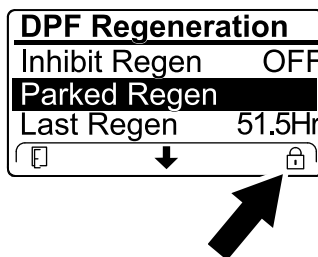 DPF Regeneration
Inhibit Regen OFF
Parked Regen
Last Regen 51.5Hr